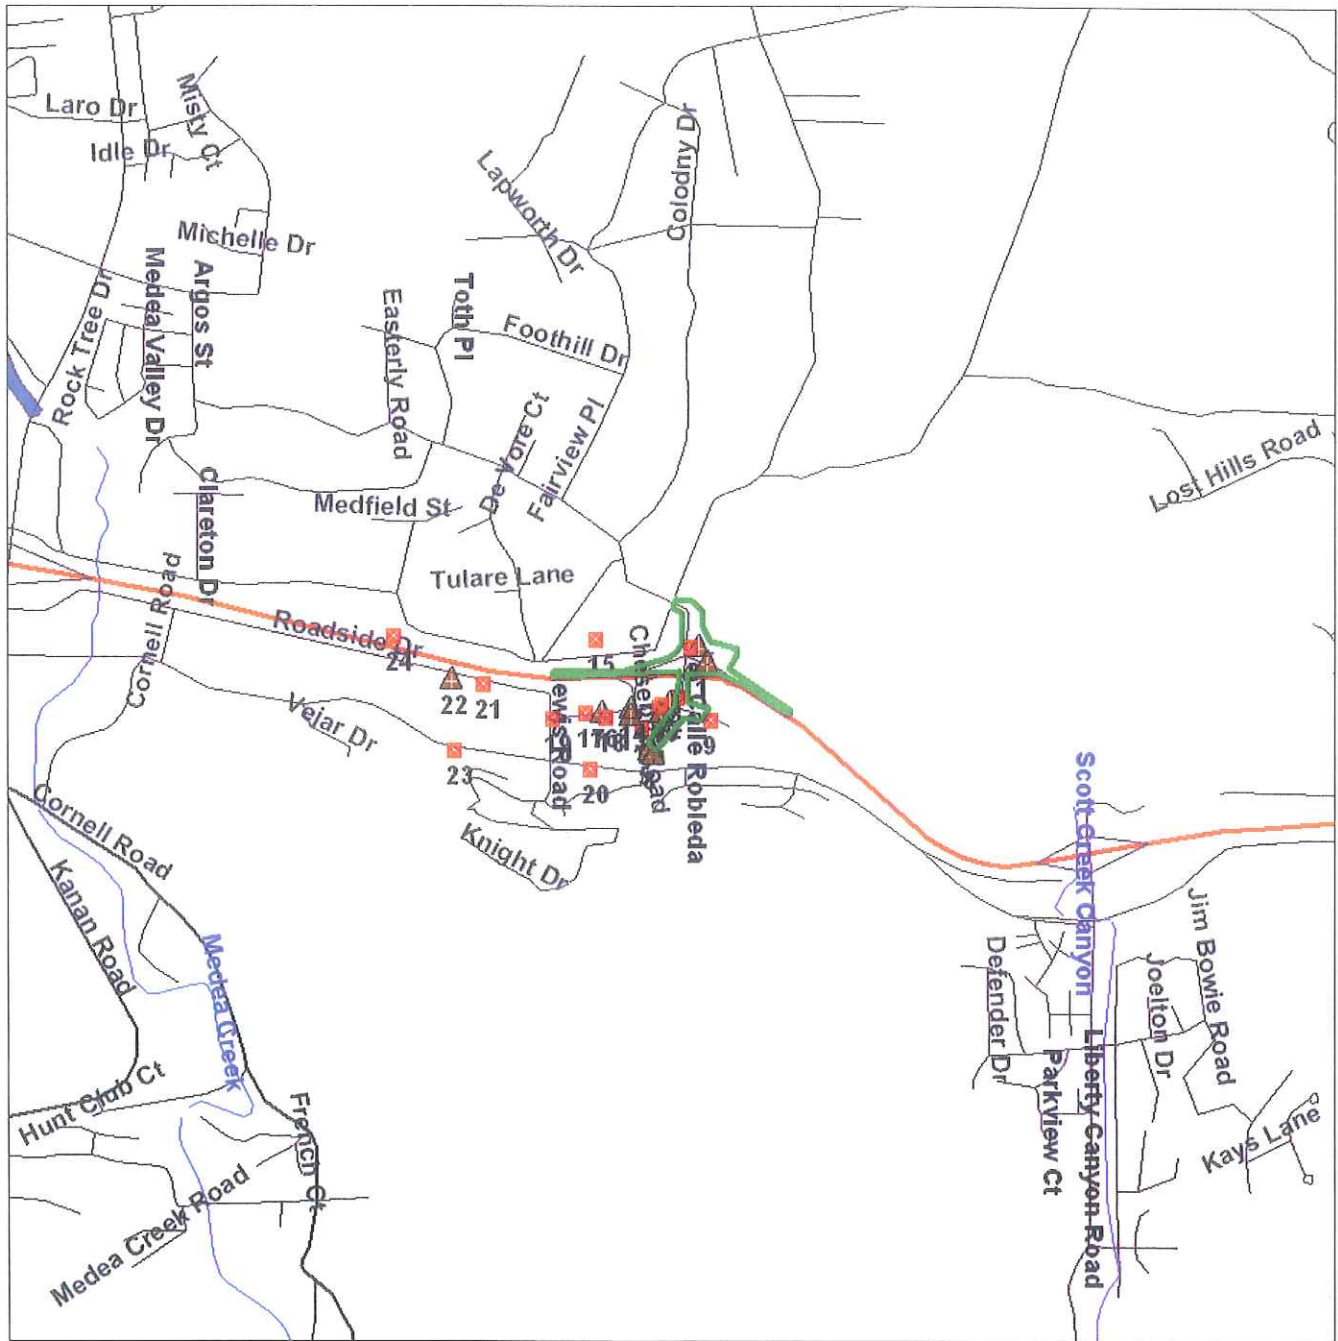 Laro Dr
Misty Ct
Idle Dr
Michelle Dr
Lapworth Dr
Colodny Dr
Rock Tree Dr
Medea Valley Dr
Argos St
Easterly Road
Toth Pl
Foothill Dr
De Vore Ct
Fairview Pl
Lost Hills Road
Clareton Dr
Medfield St
Tulare Lane
Cornell Road
Roadside Dr
24
15
22
21
9
Vejar Dr
23
20
Knight Dr
Robleda
Cornell Road
Kanan Road
Medea Creek
Scott Creek Canyon
Jim Bowie Road
Defender Dr
Joelton Dr
Parkview Ct
Liberty Canyon Road
Kays Lane
Hunt Club Ct
French Ct
Medea Creek Road